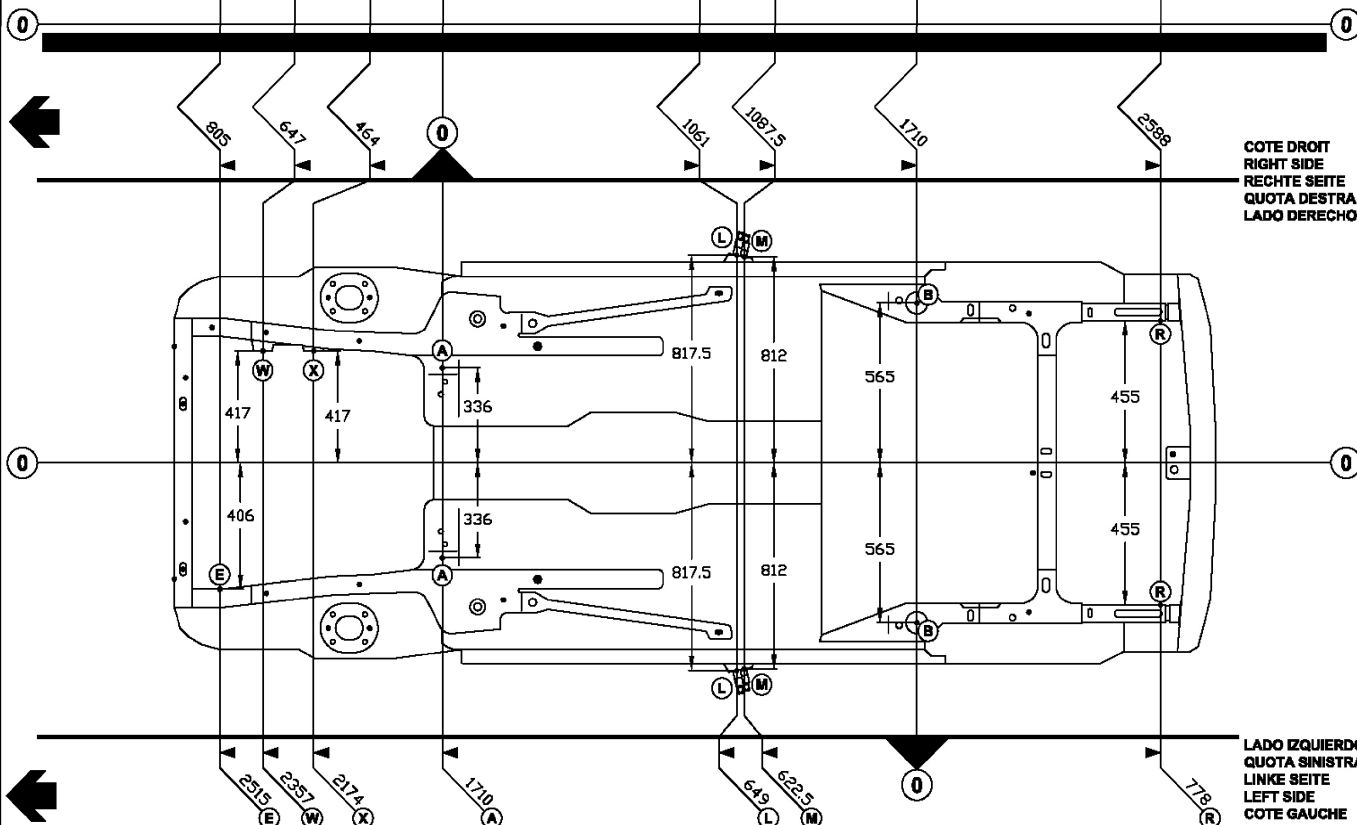 0 0
805 647 464 0 1061 1087.5 1710 2588
COTE DROIT
RIGHT SIDE
RECHTE SEITE
QUOTA DESTRA
LADO DERECHO
L M
B
817.5 812
R
A
W X
565
417 417 336 455
0 0
406 336 455
565
E A 817.5 812
R
B
L M
LADO IZQUIERDO
QUOTA SINISTRA
LINKE SEITE
LEFT SIDE
COTE GAUCHE
2515 2357 2174 1710 649 622.5 0 778
E W X A L M R